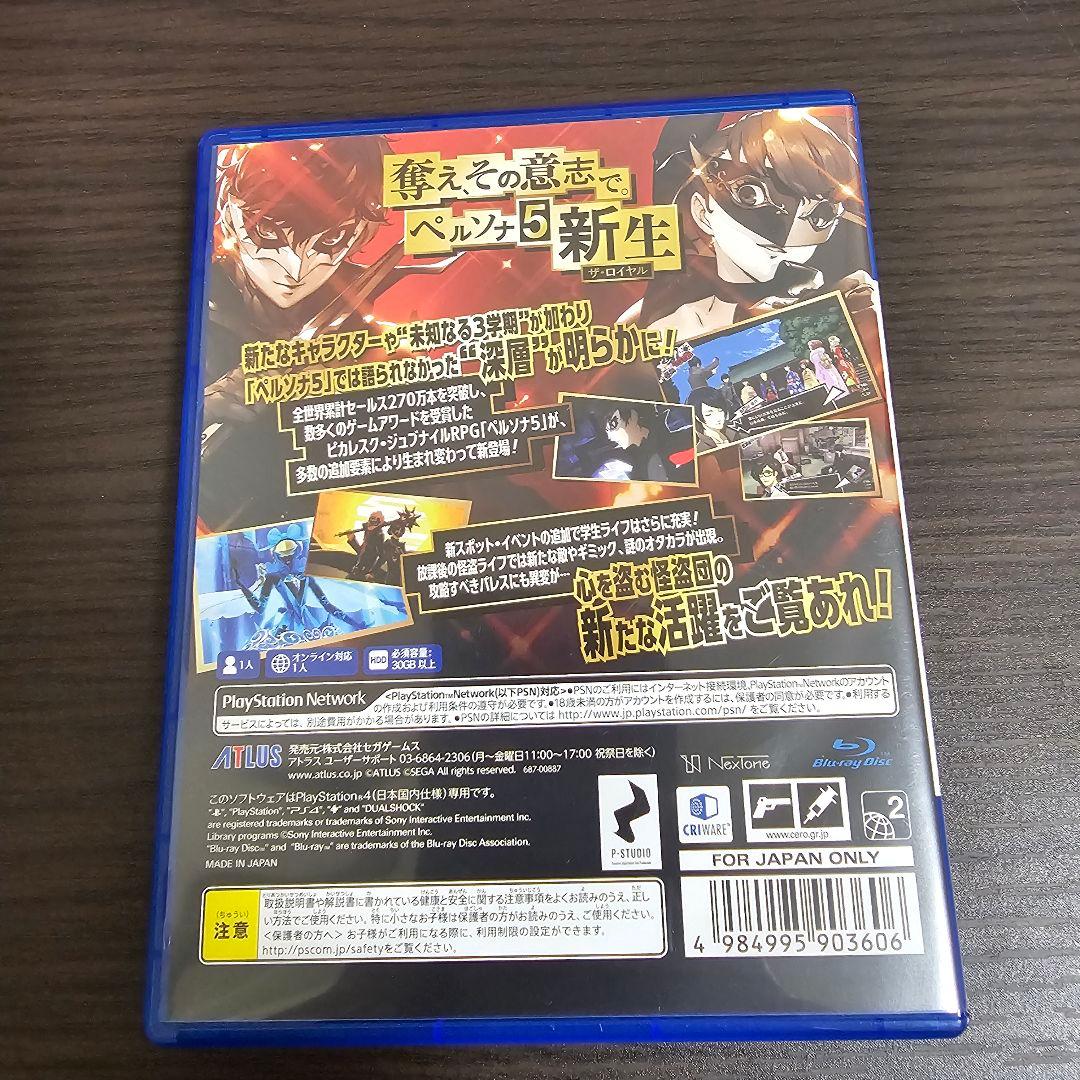 奪え、その意志で。
ペルソナ5新生
ザ・ロイヤル
新たなキャラクターや“未知なる3学期”が加わり
「ペルソナ5」では語られなかった“深層”が明らかに!
全世界累計セールス270万本を突破し、
数多くのゲームアワードを受賞した
ピカレスク・ジュブナイルRPG「ペルソナ5」が、
多数の追加要素により生まれ変わって新登場!
新スポット・イベントの追加で学生ライフはさらに充実!
放課後の怪盗ライフでは新たな敵やギミック、謎のオタカラが出現。
攻略すべきパレスにも異変が…
心を盗む怪盗団の
新たな活躍をご覧あれ!
1人
オンライン対応
1人
HDD
必須容量:
30GB以上
PlayStation Network
<PlayStation™Network(以下PSN)対応>●PSNのご利用にはインターネット接続環境、PlayStation™Networkのアカウント
の作成および利用条件の遵守が必要です。●18歳未満の方がアカウントを作成するには、保護者の同意が必要です。●利用する
サービスによっては、別途費用がかかる場合があります。●PSNの詳細については http://www.jp.playstation.com/psn/ をご覧ください。
ATLUS
発売元:株式会社セガゲームス
アトラス ユーザーサポート 03-6864-2306(月~金曜日11:00~17:00 祝祭日を除く)
www.atlus.co.jp ©ATLUS ©SEGA All rights reserved. 687-00887
NexTone
Blu-ray Disc™
このソフトウェアはPlayStation®4(日本国内仕様)専用です。
"PlayStation", "PS4", and "DUALSHOCK"
are registered trademarks or trademarks of Sony Interactive Entertainment Inc.
Library programs ©Sony Interactive Entertainment Inc.
"Blu-ray Disc™" and "Blu-ray™" are trademarks of the Blu-ray Disc Association.
MADE IN JAPAN
P-STUDIO
CRIWARE
www.cero.gr.jp
2
FOR JAPAN ONLY
(ちゅうい)
注意
取扱説明書や解説書に書かれている健康と安全に関する注意事項をよくお読みのうえ、正し
い方法でご使用ください。特に小さなお子様は保護者の方がお読みのうえ、ご使用ください。
<保護者の方へ> お子様がご利用になる際に、利用制限の設定ができます。
http://pscom.jp/safetyをご覧ください。
4 984995 903606